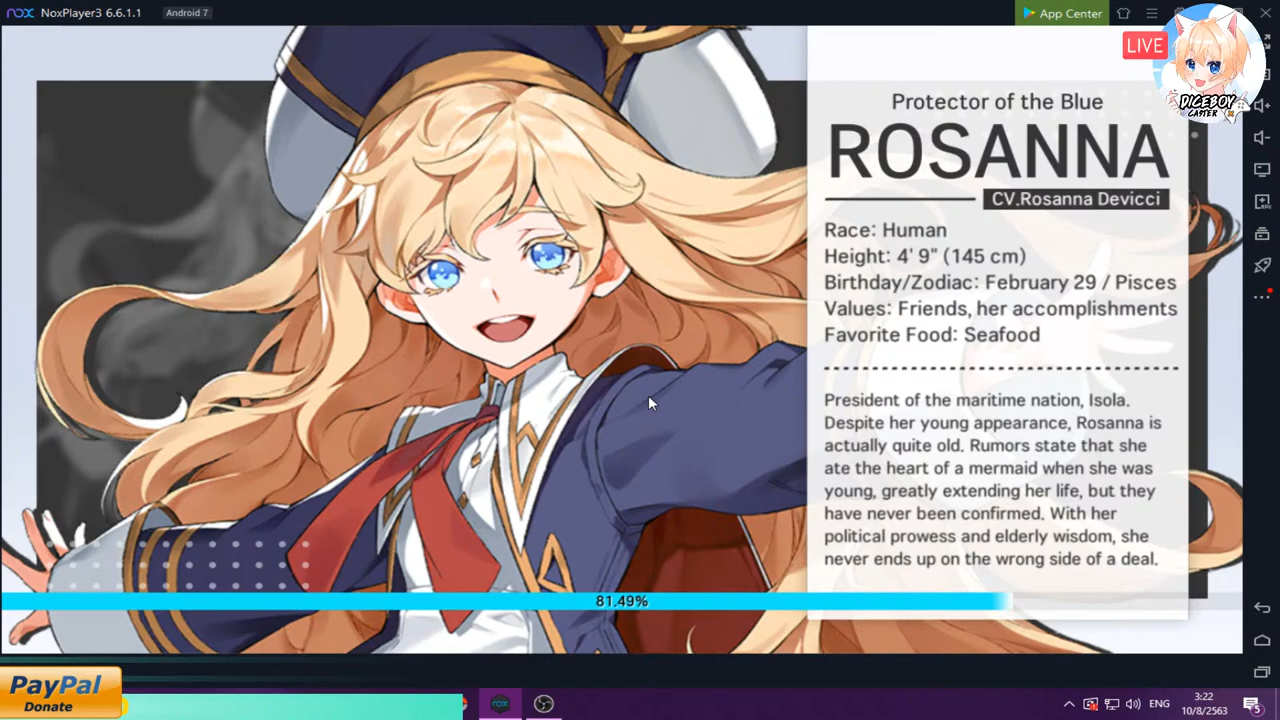 nox NoxPlayer3 6.6.1.1 Android 7 App Center
LIVE
DICEBOY
CASTER
Protector of the Blue
ROSANNA
CV.Rosanna Devicci
Race: Human
Height: 4' 9" (145 cm)
Birthday/Zodiac: February 29 / Pisces
Values: Friends, her accomplishments
Favorite Food: Seafood
President of the maritime nation, Isola.
Despite her young appearance, Rosanna is
actually quite old. Rumors state that she
ate the heart of a mermaid when she was
young, greatly extending her life, but they
have never been confirmed. With her
political prowess and elderly wisdom, she
never ends up on the wrong side of a deal.
81.49%
PayPal
Donate
nox
ENG
3:22
10/8/2563
5